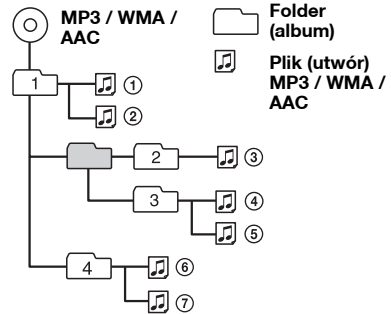 MP3 / WMA /
AAC
Folder
(album)
Plik (utwór)
MP3 / WMA /
AAC
1
①
②
2
③
3
④
⑤
4
⑥
⑦